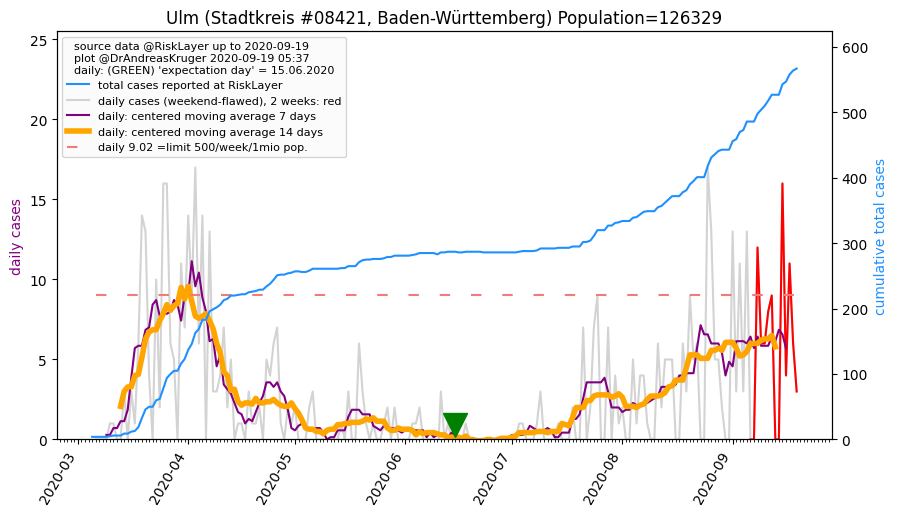 Ulm (Stadtkreis #08421, Baden-Württemberg) Population=126329
source data @RiskLayer up to 2020-09-19
plot @DrAndreasKruger 2020-09-19 05:37
daily: (GREEN) 'expectation day' = 15.06.2020
total cases reported at RiskLayer
daily cases (weekend-flawed), 2 weeks: red
daily: centered moving average 7 days
daily: centered moving average 14 days
daily 9.02 =limit 500/week/1mio pop.
daily cases
25
20
15
10
5
0
cumulative total cases
600
500
400
300
200
100
0
2020-03
2020-04
2020-05
2020-06
2020-07
2020-08
2020-09